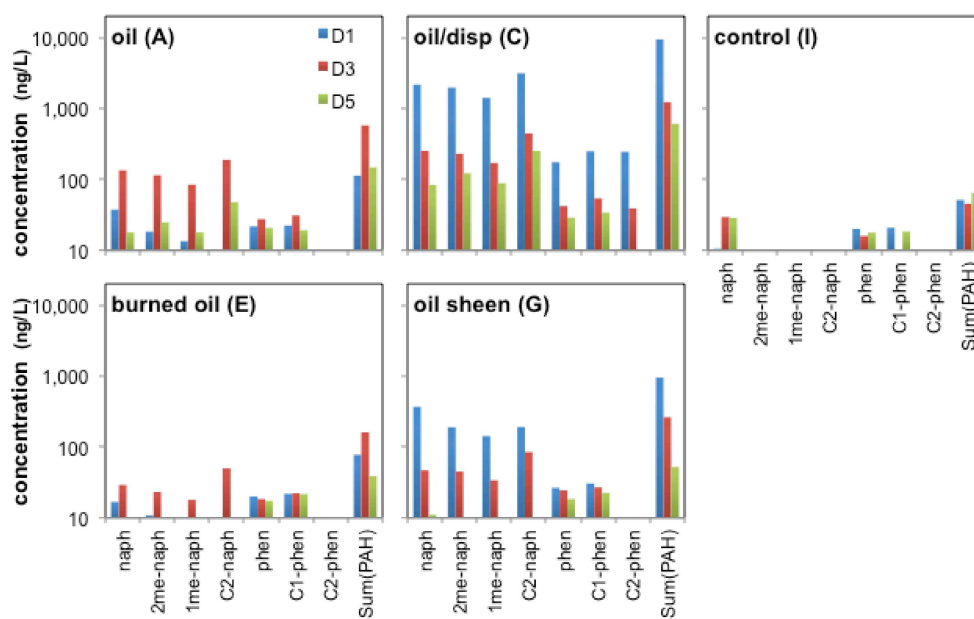 oil (A)
D1
D3
D5
oil/disp (C)
control (I)
concentration (ng/L)
10,000
1,000
100
10
naph
2me-naph
1me-naph
C2-naph
phen
C1-phen
C2-phen
Sum(PAH)
burned oil (E)
oil sheen (G)
concentration (ng/L)
10,000
1,000
100
10
naph
2me-naph
1me-naph
C2-naph
phen
C1-phen
C2-phen
Sum(PAH)
naph
2me-naph
1me-naph
C2-naph
phen
C1-phen
C2-phen
Sum(PAH)